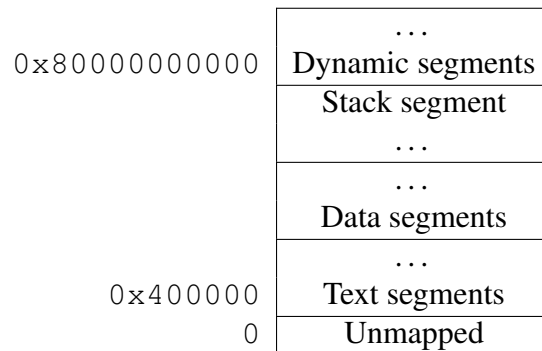 ...
0x80000000000 Dynamic segments
Stack segment
...
...
Data segments
...
0x400000 Text segments
0 Unmapped